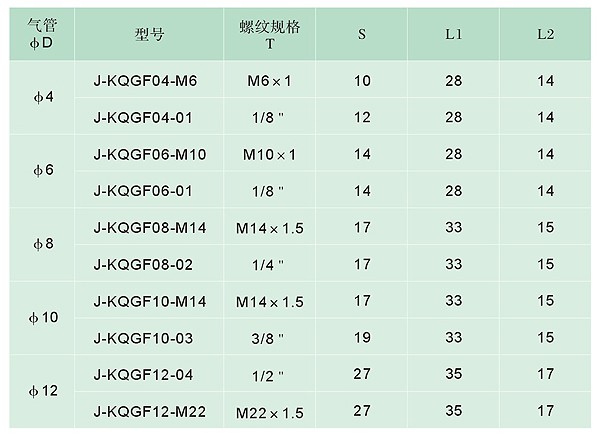 气管 φD 型号 螺纹规格 T S L1 L2
φ4 J-KQGF04-M6 M6×1 10 28 14
J-KQGF04-01 1/8" 12 28 14
φ6 J-KQGF06-M10 M10×1 14 28 14
J-KQGF06-01 1/8" 14 28 14
φ8 J-KQGF08-M14 M14×1.5 17 33 15
J-KQGF08-02 1/4" 17 33 15
φ10 J-KQGF10-M14 M14×1.5 17 33 15
J-KQGF10-03 3/8" 19 33 15
φ12 J-KQGF12-04 1/2" 27 35 17
J-KQGF12-M22 M22×1.5 27 35 17